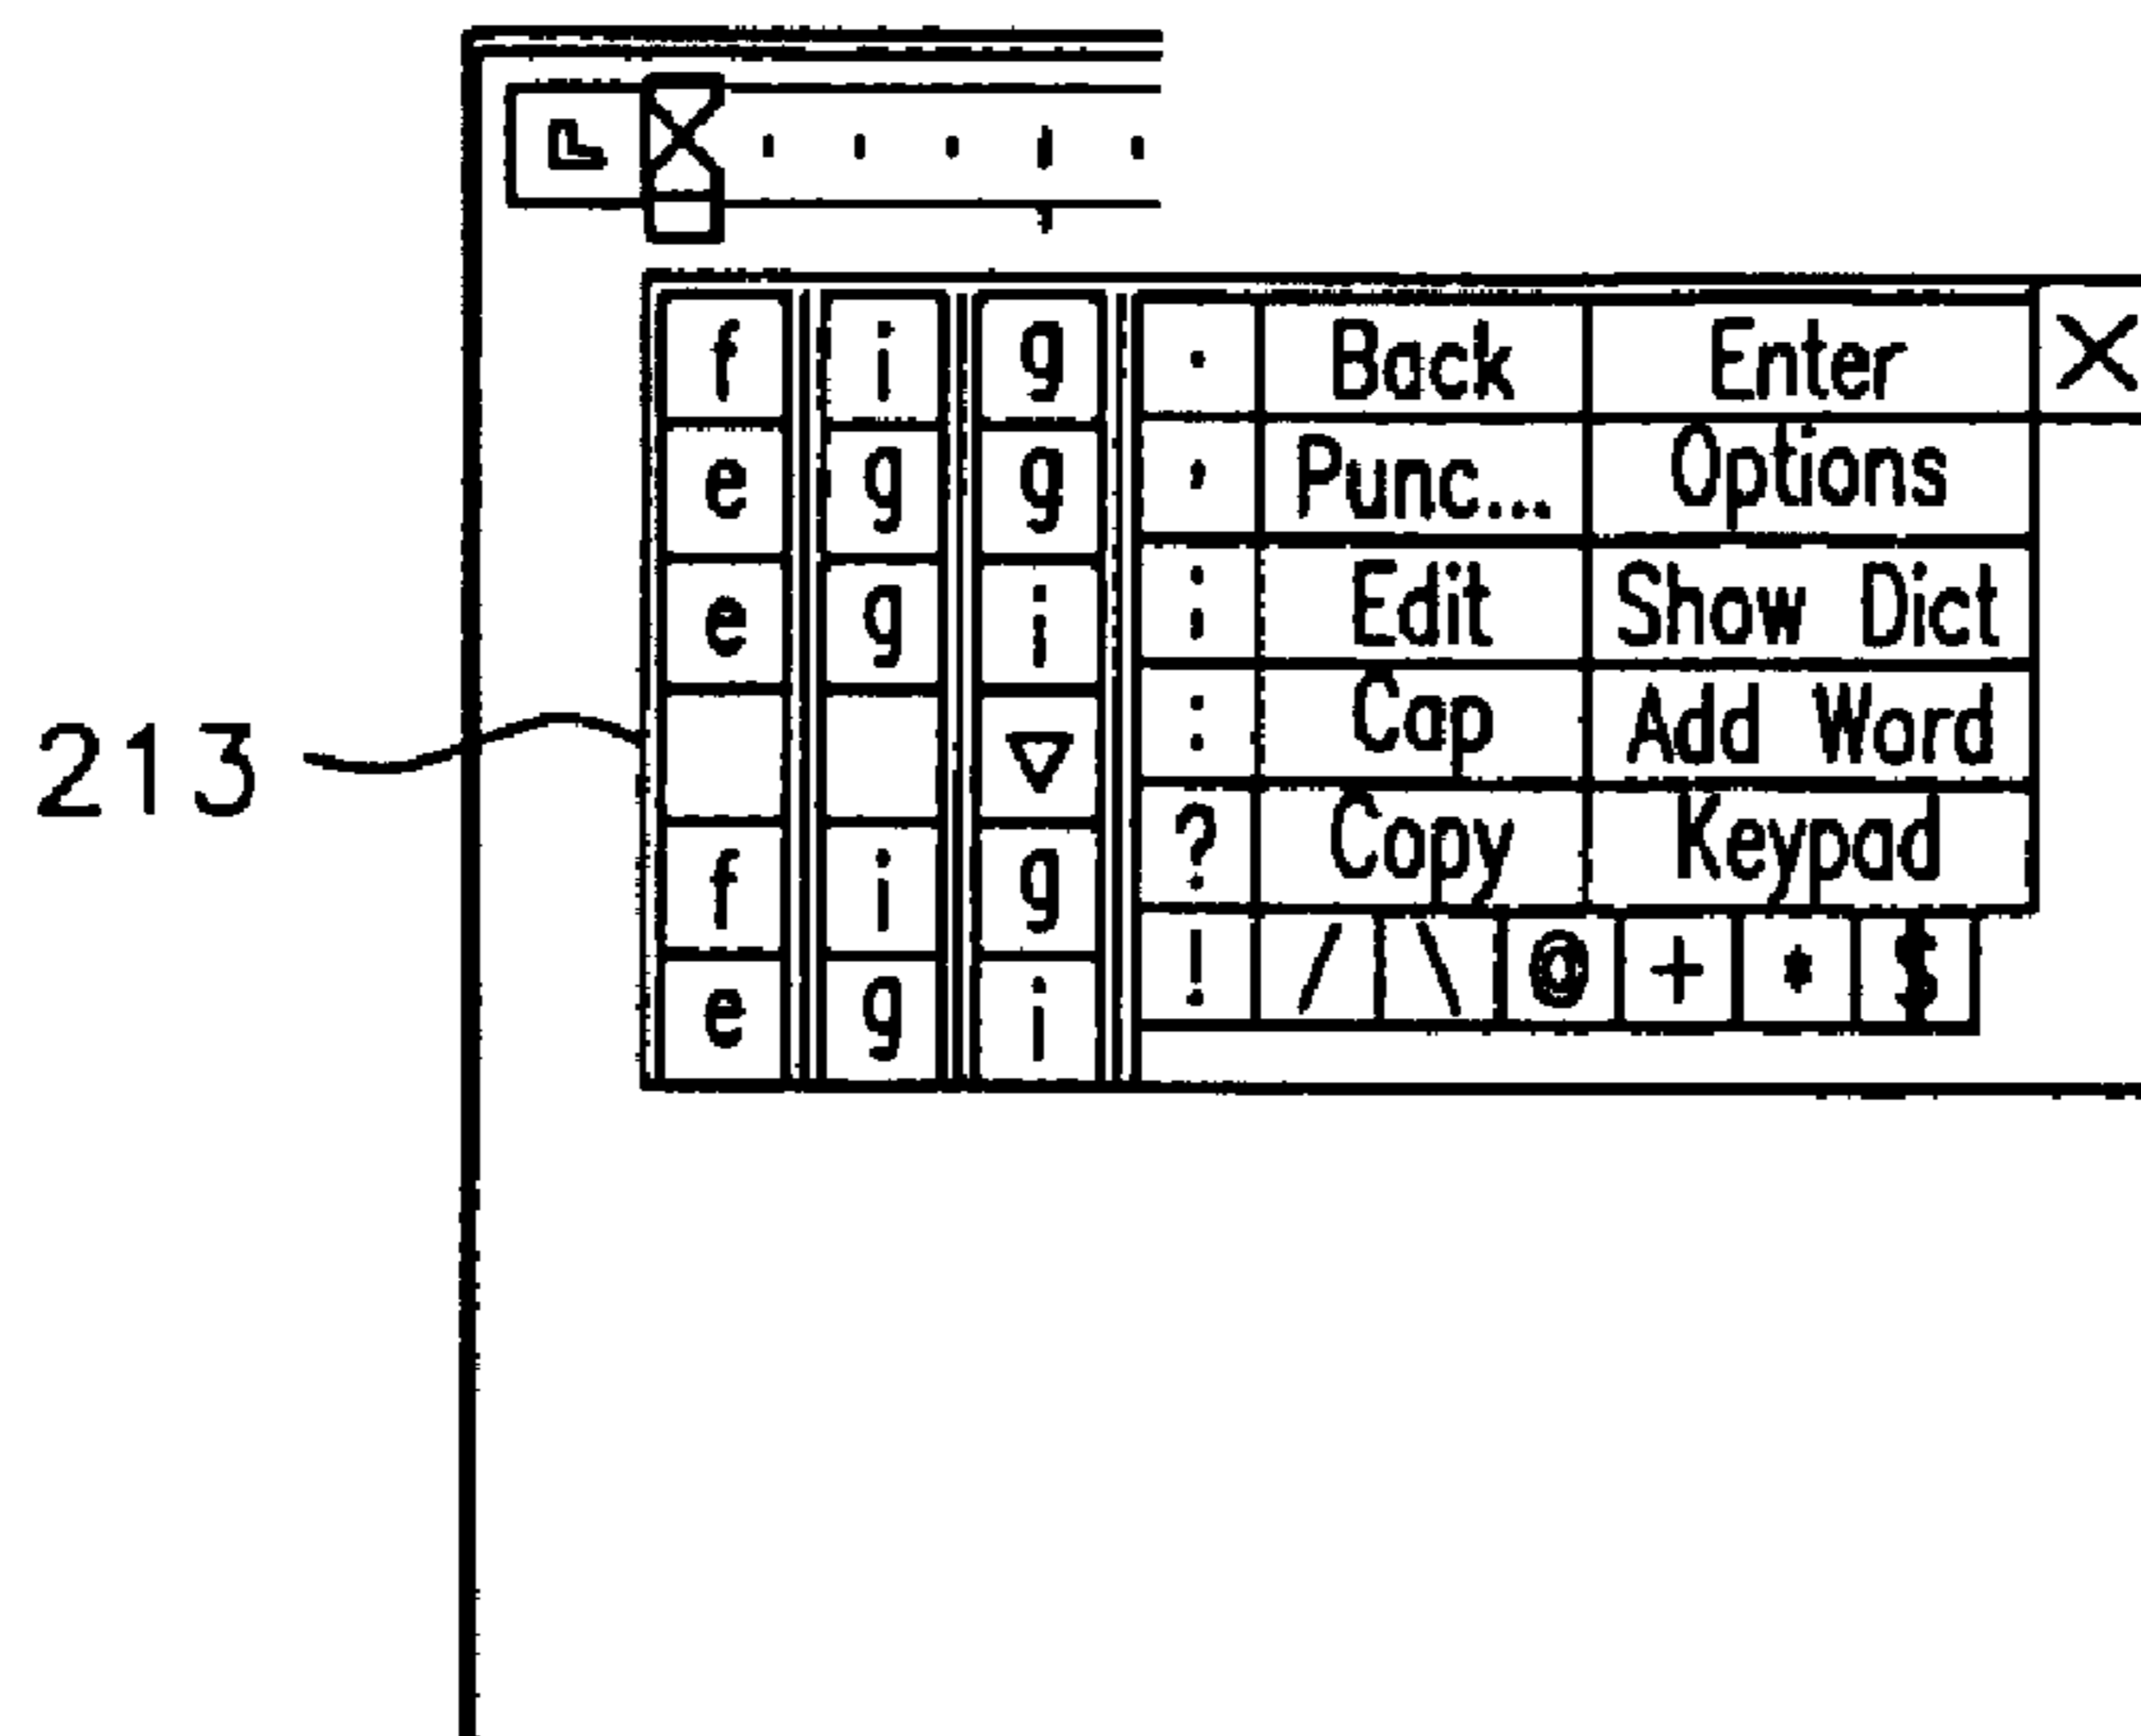 f i g . Back Enter X
e g g , Punc... Options
e g i ; Edit Show Dict
▽ : Cap Add Word
213
f i g ? Copy Keypad
e g i ! / \ @ + * $